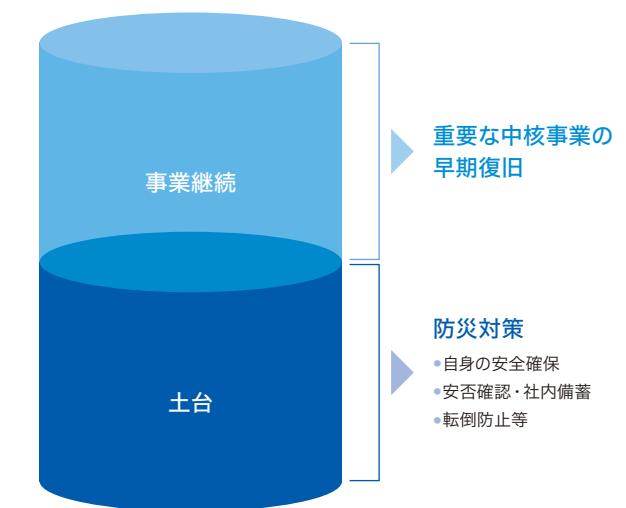 事業継続
重要な中核事業の
早期復旧
土台
防災対策
●自身の安全確保
●安否確認・社内備蓄
●転倒防止等